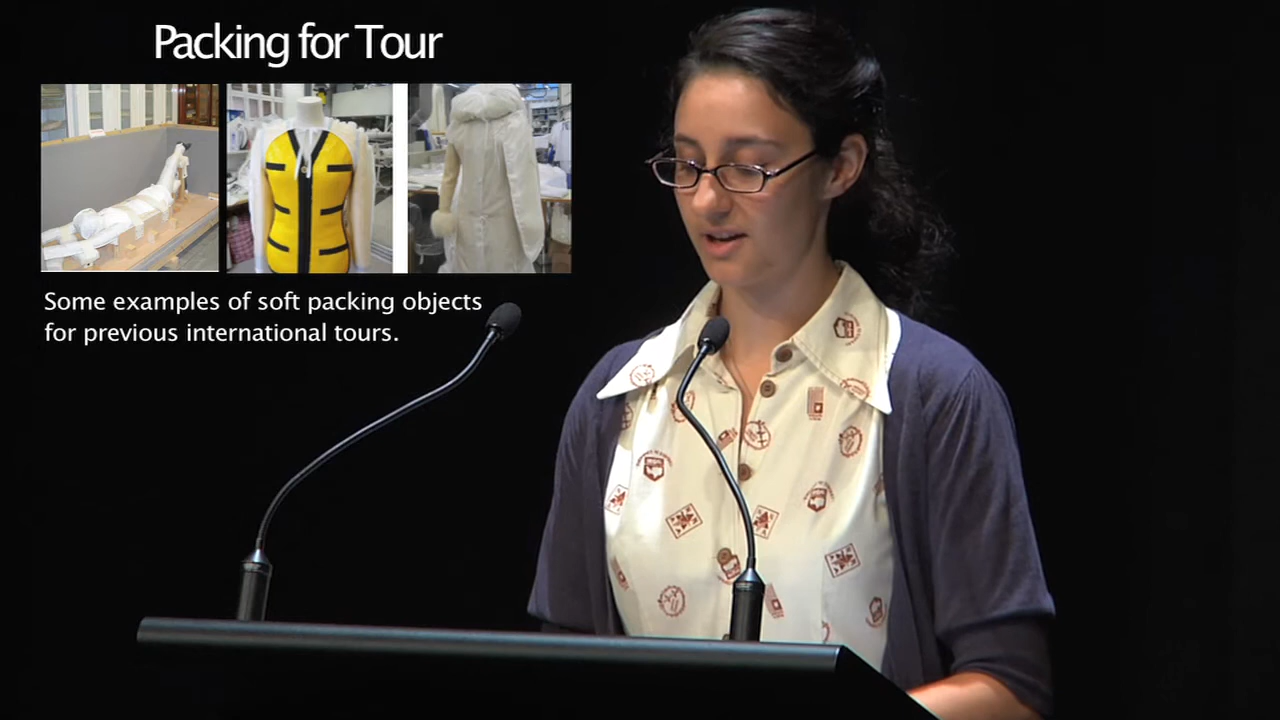 Packing for Tour
Some examples of soft packing objects
for previous international tours.